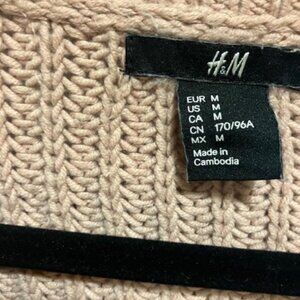 H&M
EUR M
US M
CA M
CN 170/96A
MX M
Made in
Cambodia